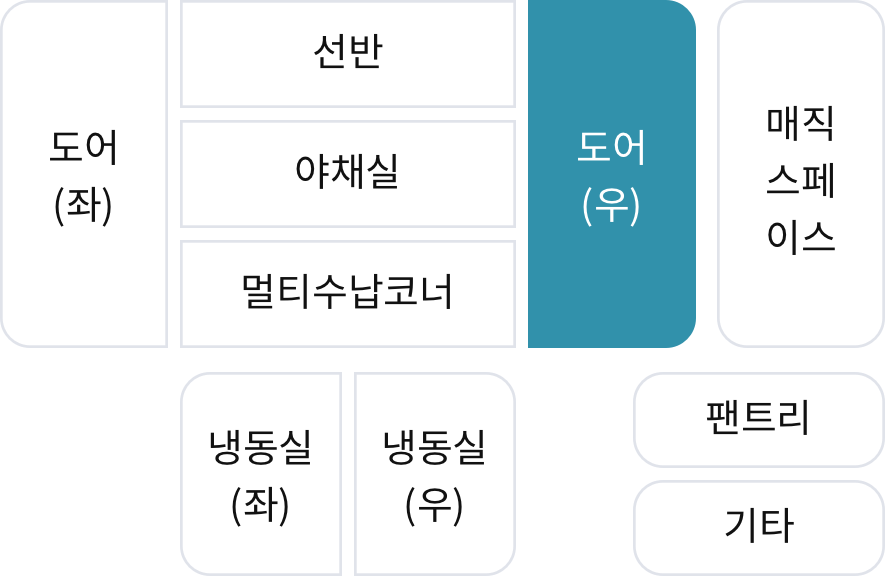 도어
(좌)
선반
야채실
멀티수납코너
도어
(우)
매직
스페
이스
냉동실
(좌)
냉동실
(우)
팬트리
기타